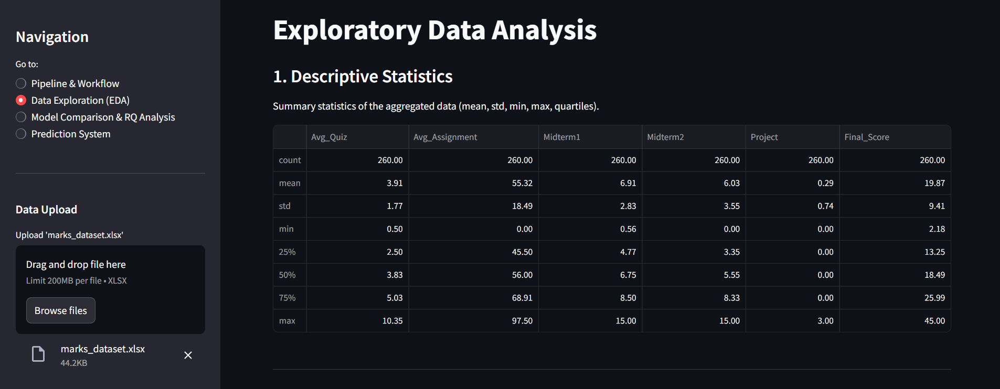 Navigation
Go to:
Pipeline & Workflow
Data Exploration (EDA)
Model Comparison & RQ Analysis
Prediction System
Data Upload
Upload 'marks_dataset.xlsx'
Drag and drop file here
Limit 200MB per file • XLSX
Browse files
marks_dataset.xlsx
44.2KB
Exploratory Data Analysis
1. Descriptive Statistics
Summary statistics of the aggregated data (mean, std, min, max, quartiles).
Avg_Quiz Avg_Assignment Midterm1 Midterm2 Project Final_Score
count 260.00 260.00 260.00 260.00 260.00 260.00
mean 3.91 55.32 6.91 6.03 0.29 19.87
std 1.77 18.49 2.83 3.55 0.74 9.41
min 0.50 0.00 0.56 0.00 0.00 2.18
25% 2.50 45.50 4.77 3.35 0.00 13.25
50% 3.83 56.00 6.75 5.55 0.00 18.49
75% 5.03 68.91 8.50 8.33 0.00 25.99
max 10.35 97.50 15.00 15.00 3.00 45.00